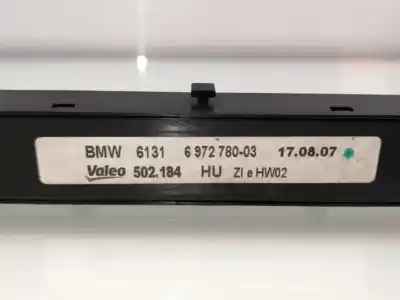 BMW 6131 6 972 780-03 17.08.07
Valeo 502.184 HU ZI e HW02